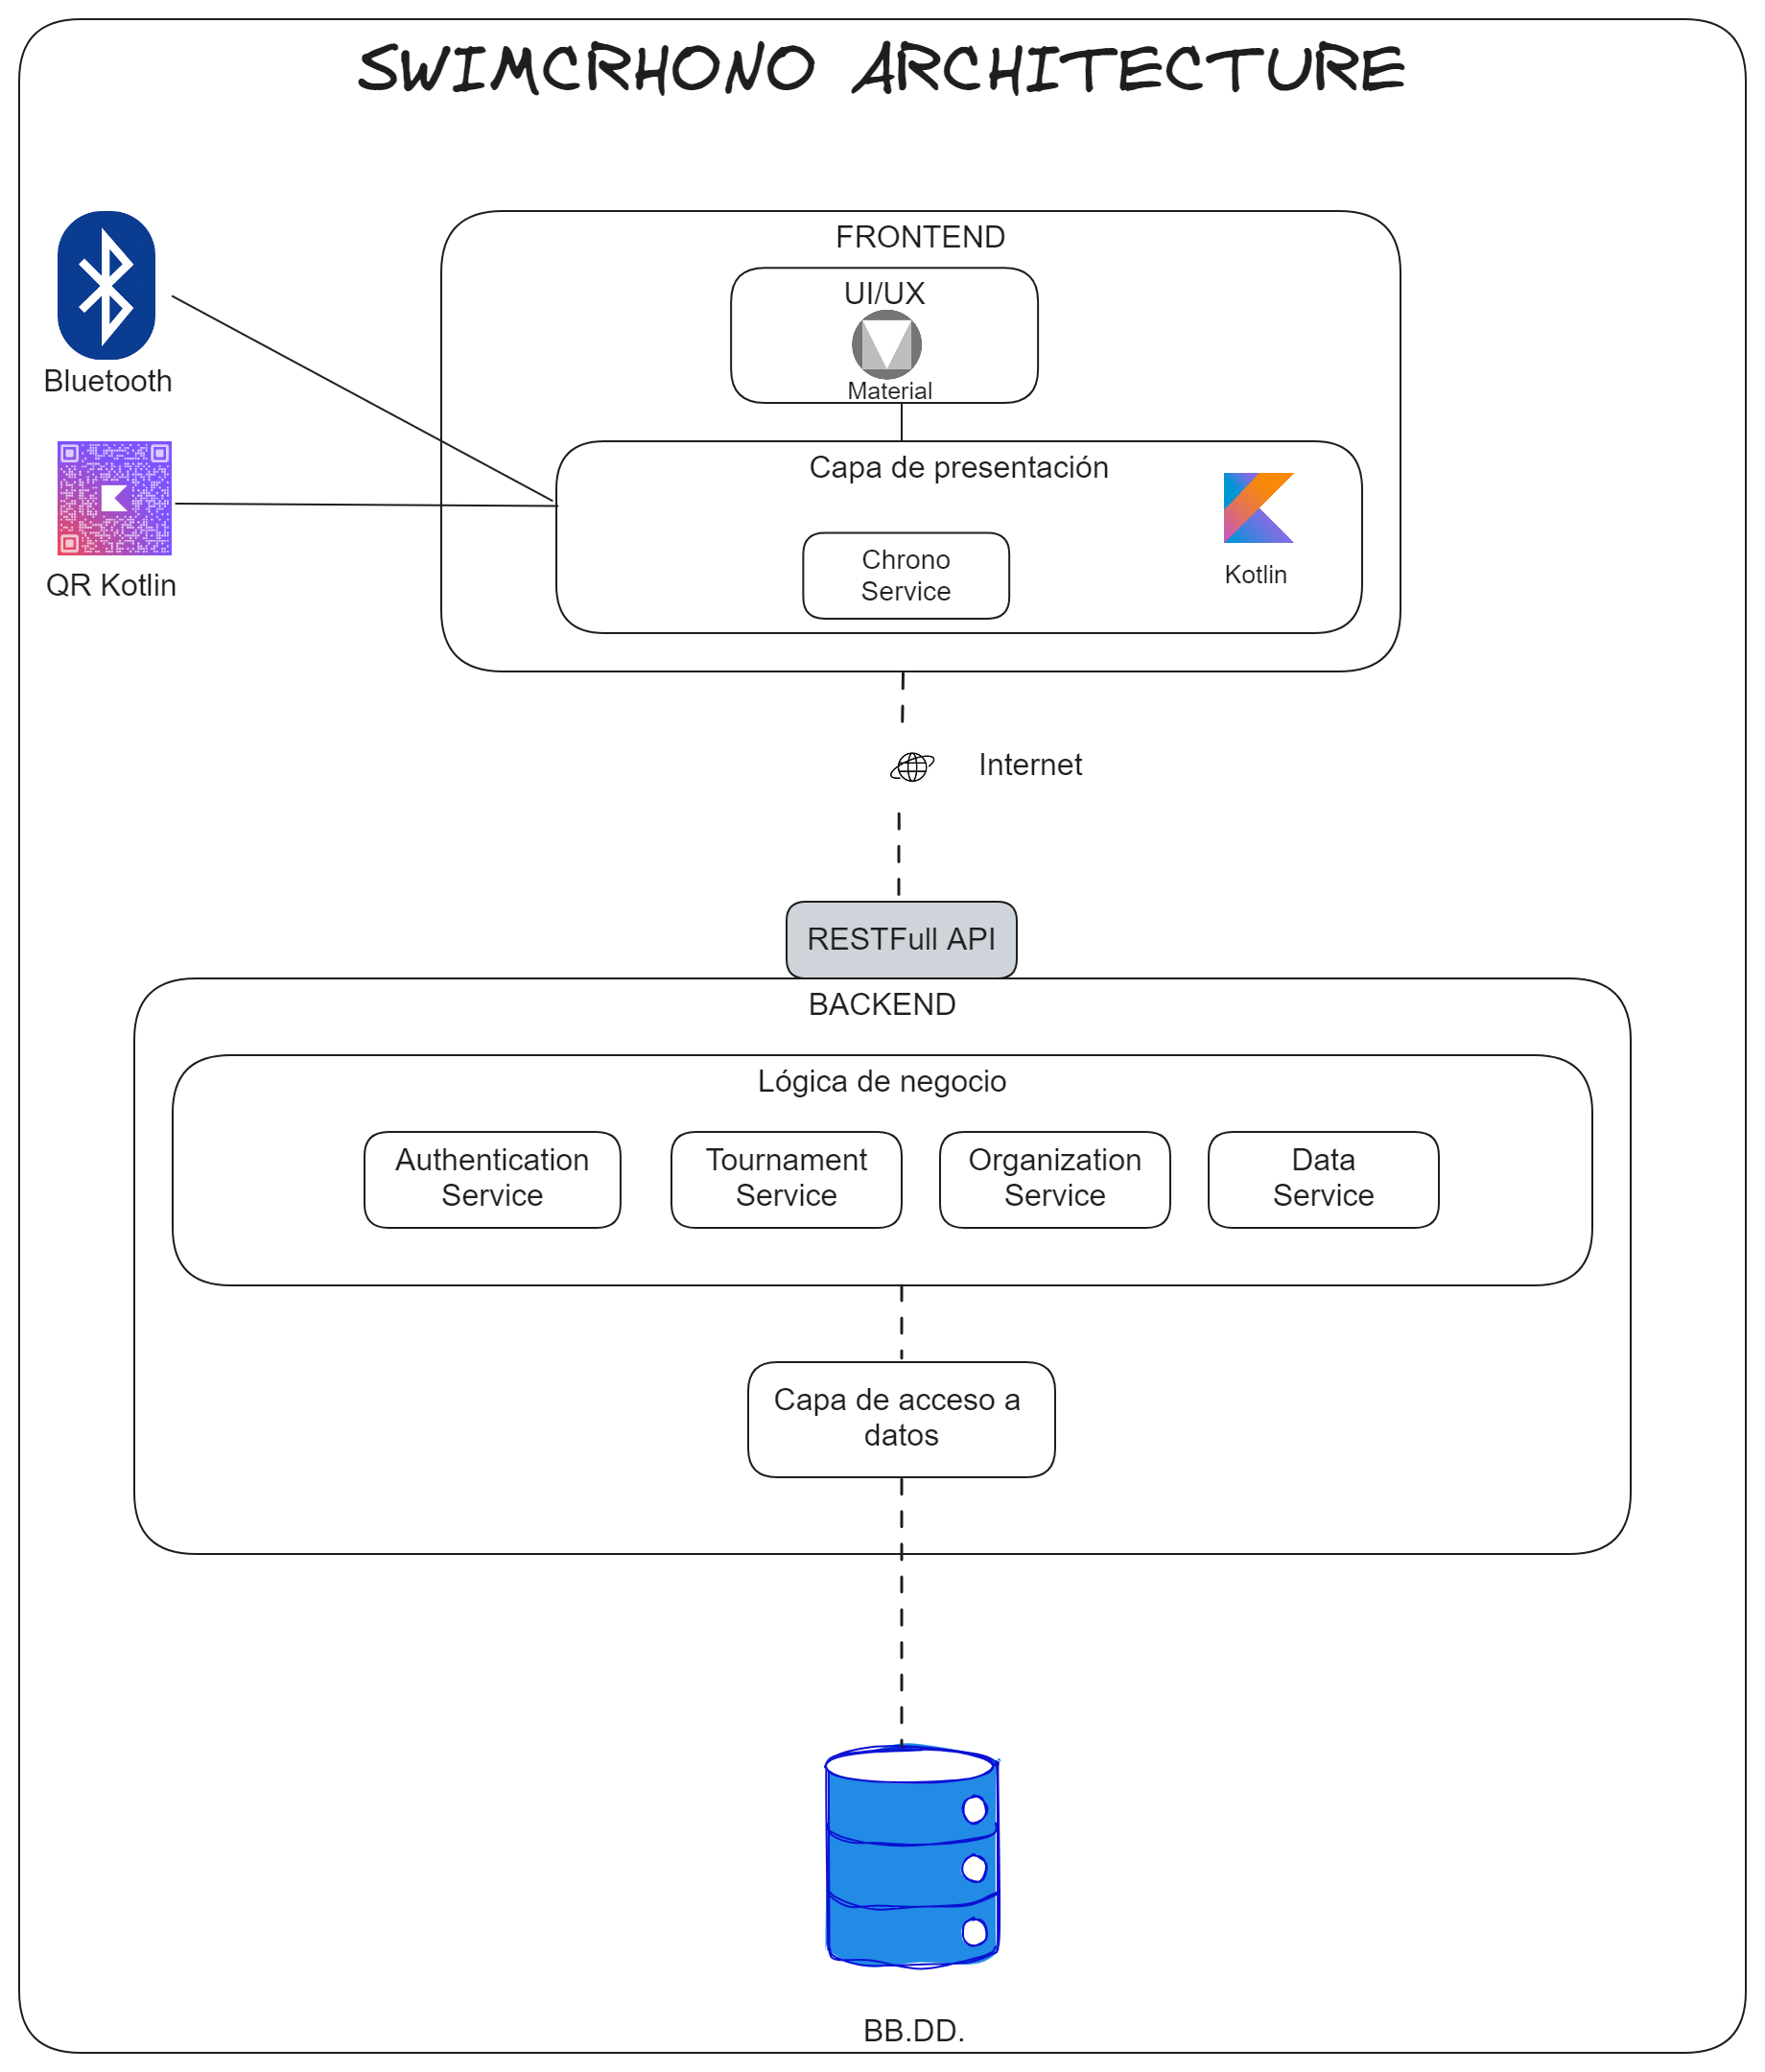 SWIMCRHONO ARCHITECTURE
FRONTEND
UI/UX
Material
Bluetooth
Capa de presentación
Chrono
Service
Kotlin
QR Kotlin
Internet
RESTFull API
BACKEND
Lógica de negocio
Authentication
Service
Tournament
Service
Organization
Service
Data
Service
Capa de acceso a
datos
BB.DD.